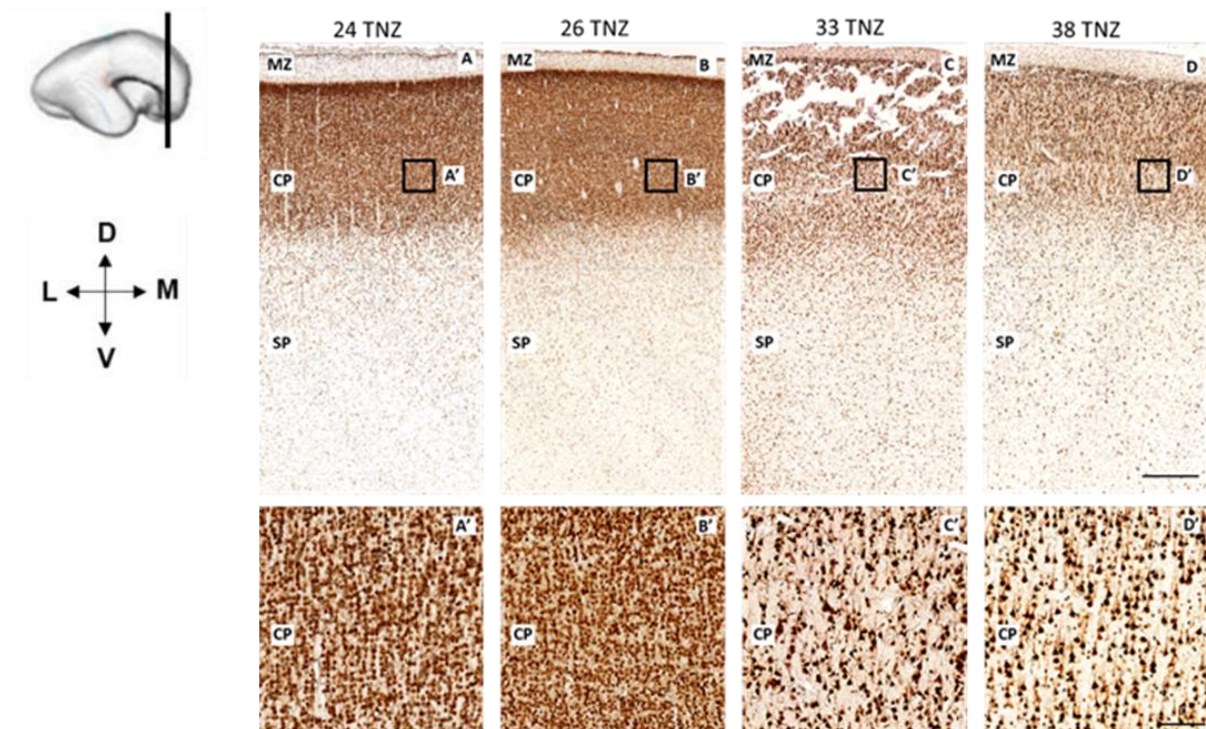 24 TNZ 26 TNZ 33 TNZ 38 TNZ
MZ A MZ B MZ C MZ D
CP A’ CP B’ CP C’ CP D’
D
L M
V
SP SP SP SP
A’ B’ C’ D’
CP CP CP CP